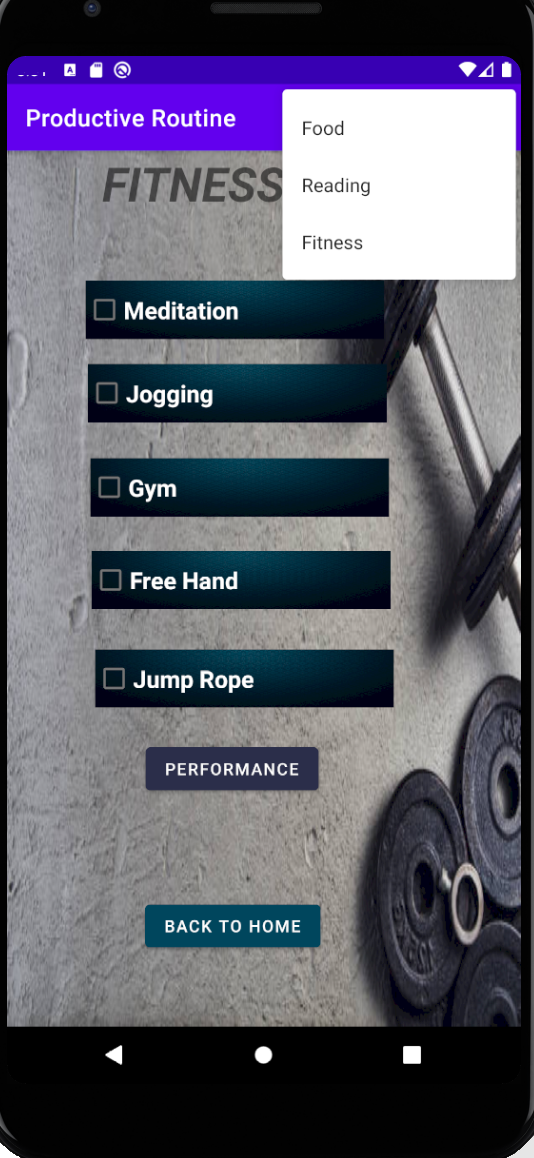 Productive Routine
Food
Reading
Fitness
FITNESS
Meditation
Jogging
Gym
Free Hand
Jump Rope
PERFORMANCE
BACK TO HOME